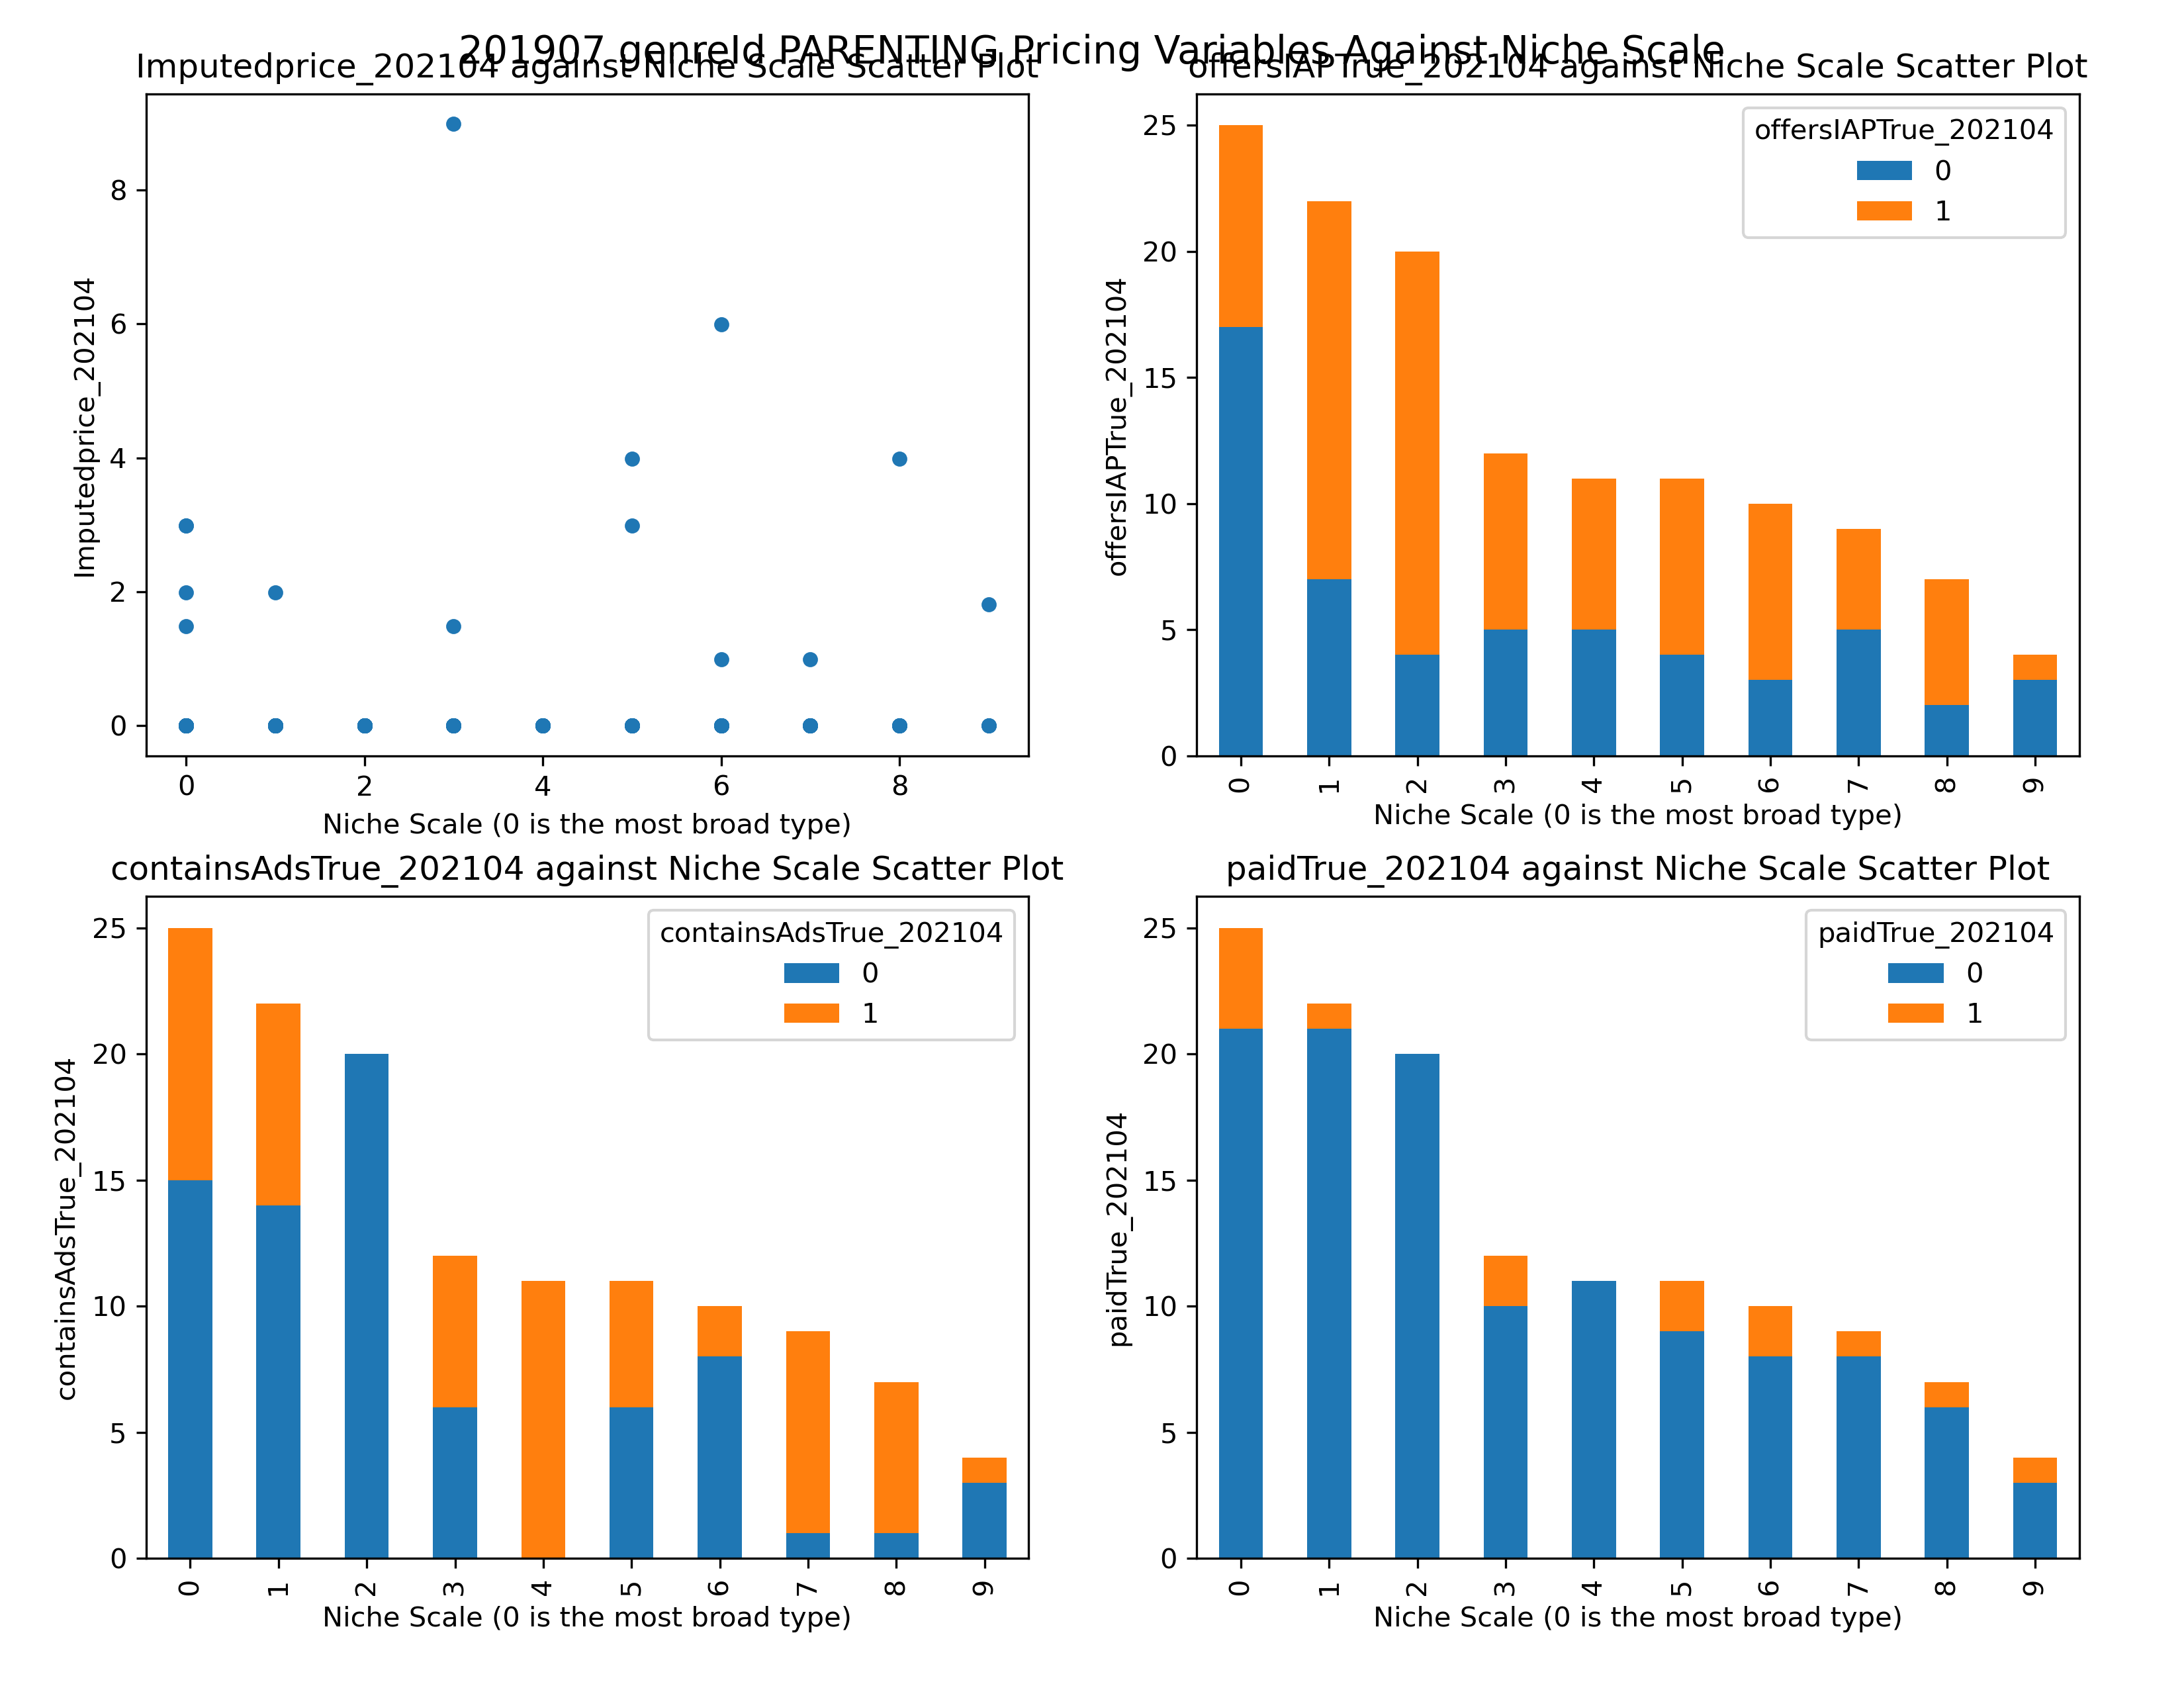 201907 genreId PARENTING Pricing Variables Against Niche Scale
Imputedprice_202104 against Niche Scale Scatter Plot
Imputedprice_202104
8
6
4
2
0
0 2 4 6 8
Niche Scale (0 is the most broad type)
offersIAPTrue_202104 against Niche Scale Scatter Plot
offersIAPTrue_202104
25
20
15
10
5
0
offersIAPTrue_202104
0
1
0 1 2 3 4 5 6 7 8 9
Niche Scale (0 is the most broad type)
containsAdsTrue_202104 against Niche Scale Scatter Plot
containsAdsTrue_202104
25
20
15
10
5
0
containsAdsTrue_202104
0
1
0 1 2 3 4 5 6 7 8 9
Niche Scale (0 is the most broad type)
paidTrue_202104 against Niche Scale Scatter Plot
paidTrue_202104
25
20
15
10
5
0
paidTrue_202104
0
1
0 1 2 3 4 5 6 7 8 9
Niche Scale (0 is the most broad type)